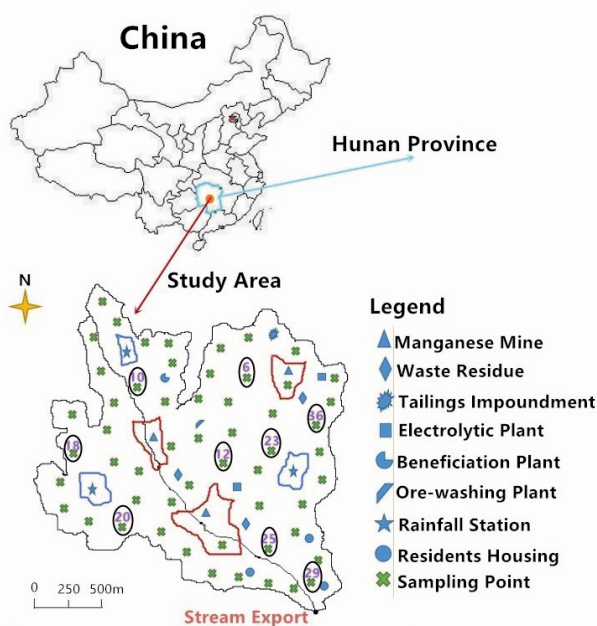 China
Hunan Province
Study Area
N
Legend
Manganese Mine
Waste Residue
Tailings Impoundment
Electrolytic Plant
Beneficiation Plant
Ore-washing Plant
Rainfall Station
Residents Housing
Sampling Point
10
6
36
18
12
23
20
25
29
0 250 500m
Stream Export